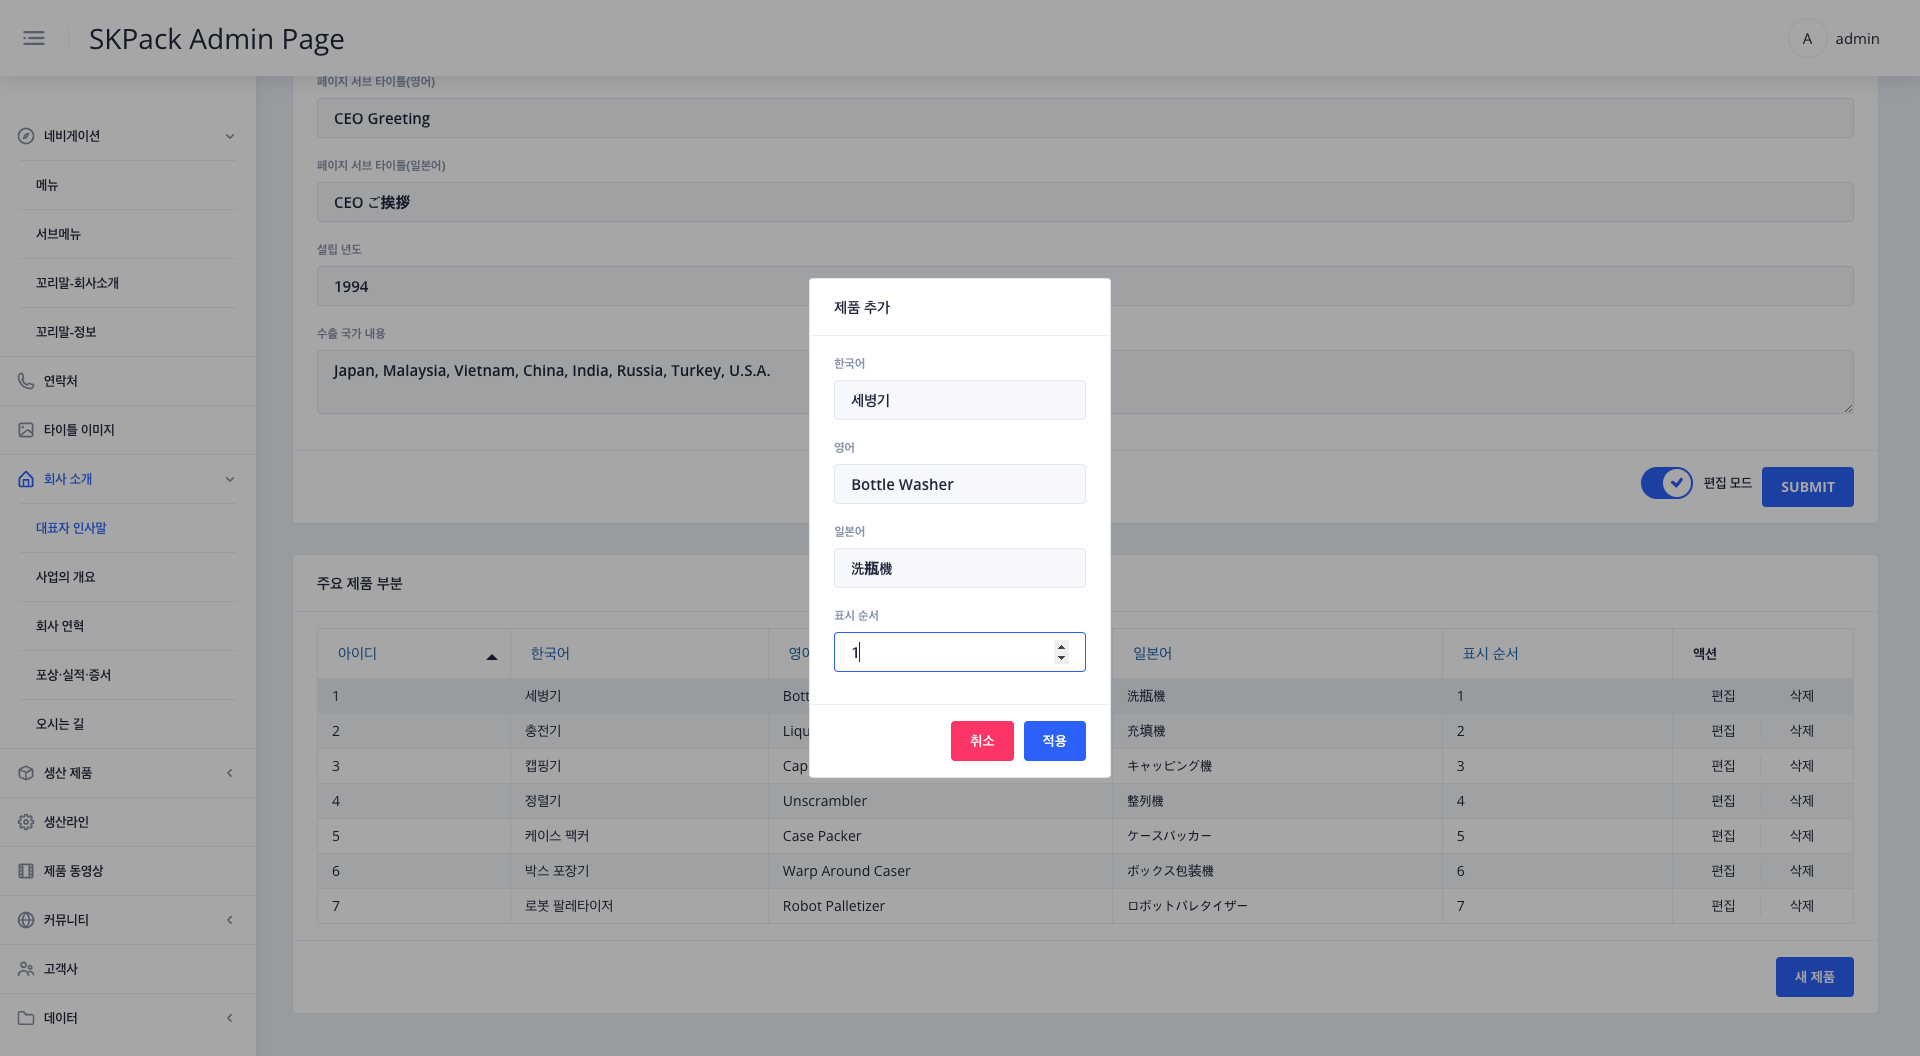 SKPack Admin Page
A admin
네비게이션
메뉴
서브메뉴
꼬리말-회사소개
꼬리말-정보
연락처
타이틀 이미지
회사 소개
대표자 인사말
사업의 개요
회사 연혁
포상·실적·증서
오시는 길
생산 제품
생산라인
제품 동영상
커뮤니티
고객사
데이터
페이지 서브 타이틀(영어)
CEO Greeting
페이지 서브 타이틀(일본어)
CEO ご挨拶
설립 년도
1994
수출 국가 내용
Japan, Malaysia, Vietnam, China, India, Russia, Turkey, U.S.A.
편집 모드 SUBMIT
제품 추가
한국어
세병기
영어
Bottle Washer
일본어
洗瓶機
표시 순서
1
취소 적용
주요 제품 부분
아이디 한국어 영어 일본어 표시 순서 액션
1 세병기 Bott 洗瓶機 1 편집 삭제
2 충전기 Liqu 充填機 2 편집 삭제
3 캡핑기 Cap キャッピング機 3 편집 삭제
4 정렬기 Unscrambler 整列機 4 편집 삭제
5 케이스 팩커 Case Packer ケースパッカー 5 편집 삭제
6 박스 포장기 Warp Around Caser ボックス包装機 6 편집 삭제
7 로봇 팔레타이저 Robot Palletizer ロボットパレタイザー 7 편집 삭제
새 제품